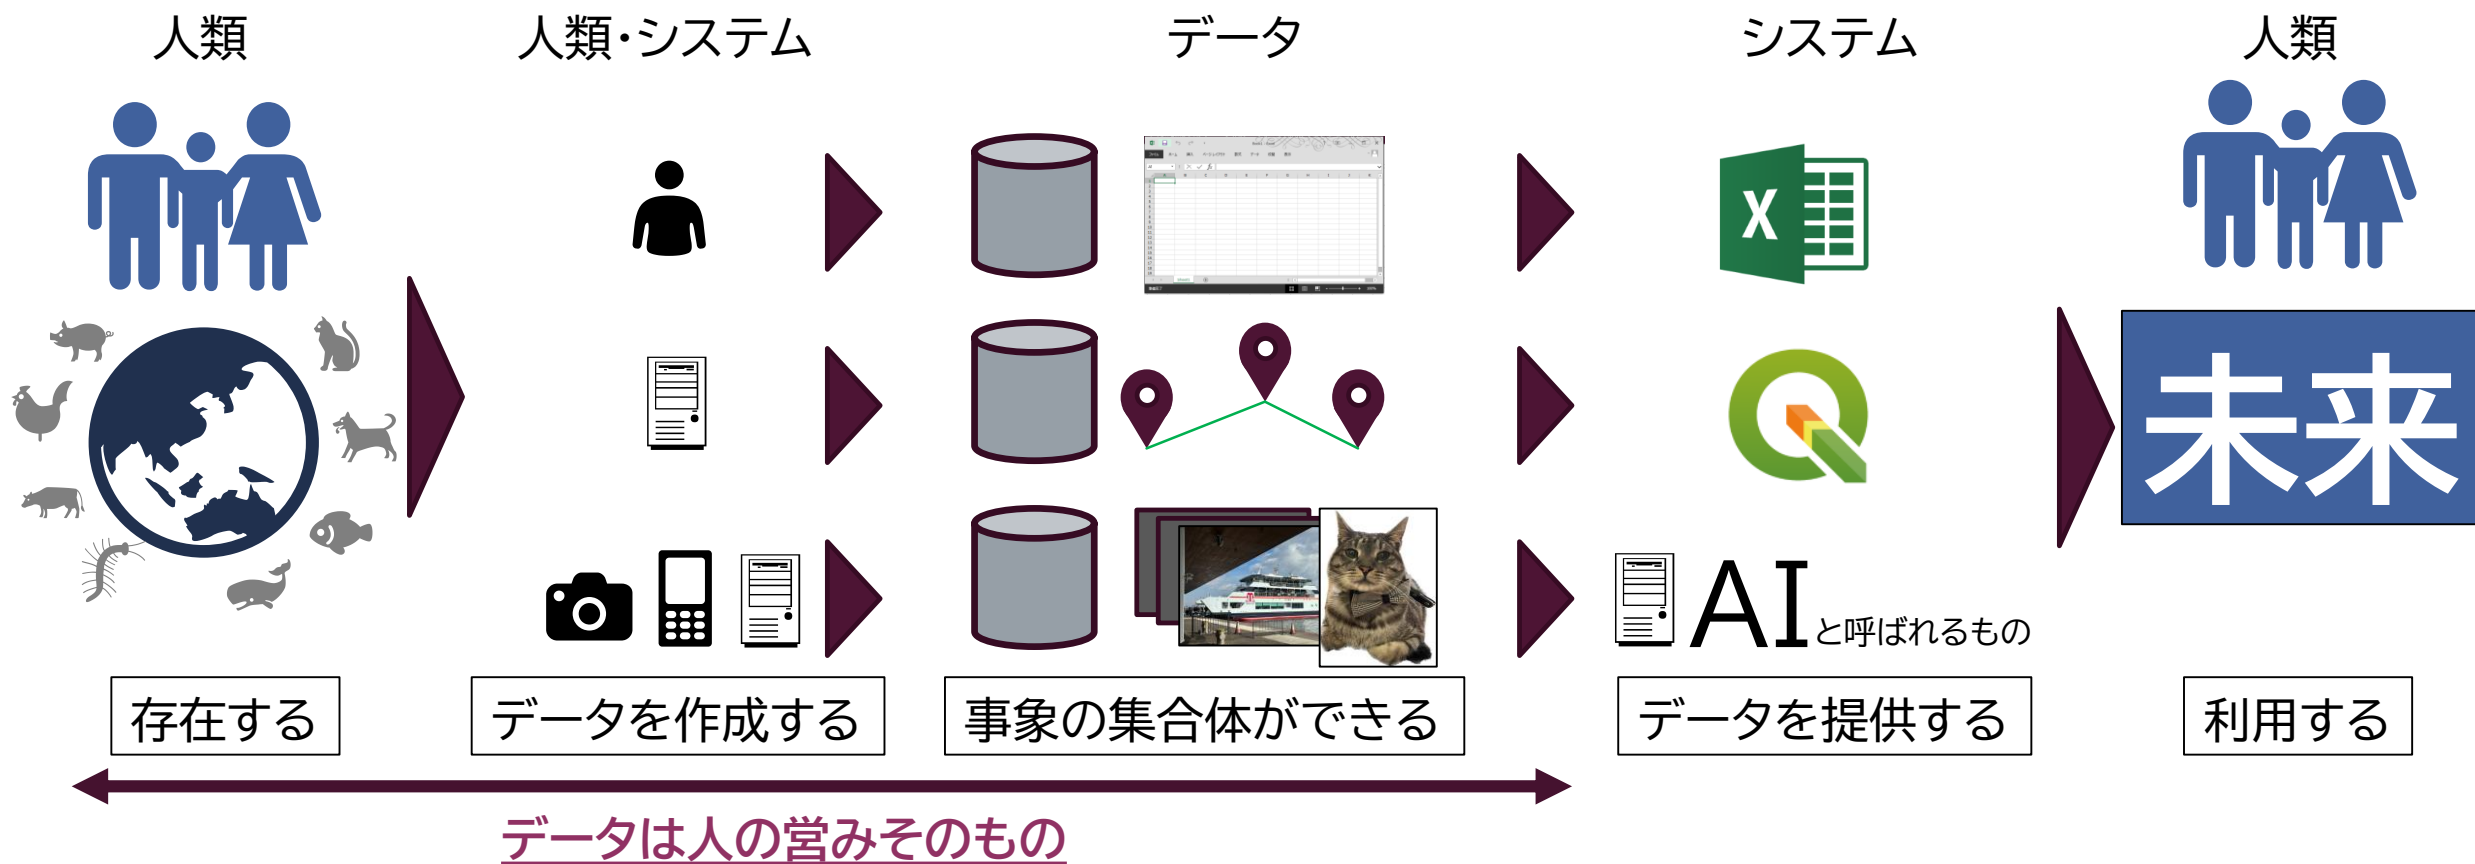 人類
人類・システム
データ
システム
人類
未来
AIと呼ばれるもの
存在する
データを作成する
事象の集合体ができる
データを提供する
利用する
データは人の営みそのもの